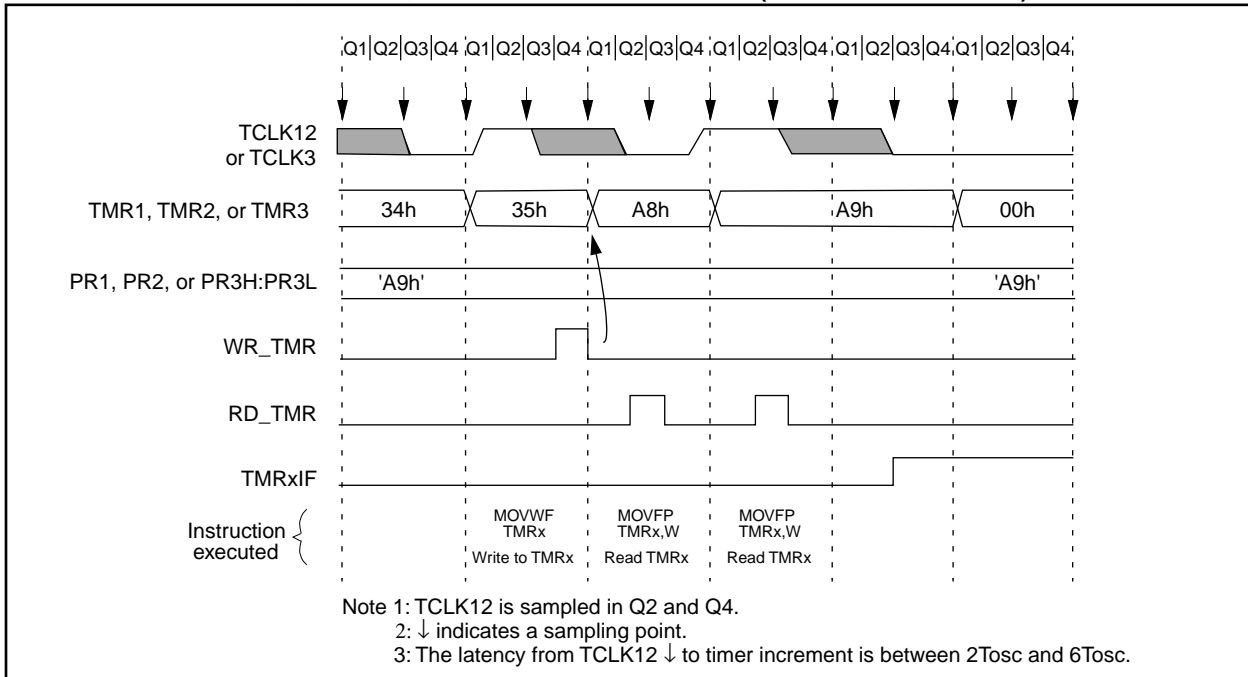 Q1|Q2|Q3|Q4 Q1|Q2|Q3|Q4 Q1|Q2|Q3|Q4 Q1|Q2|Q3|Q4 Q1|Q2|Q3|Q4 Q1|Q2|Q3|Q4
TCLK12
or TCLK3
TMR1, TMR2, or TMR3
34h 35h A8h A9h 00h
PR1, PR2, or PR3H:PR3L
'A9h' 'A9h'
WR_TMR
RD_TMR
TMRxIF
Instruction
executed
MOVWF
TMRx
Write to TMRx
MOVFP
TMRx,W
Read TMRx
MOVFP
TMRx,W
Read TMRx
Note 1: TCLK12 is sampled in Q2 and Q4.
2: ↓ indicates a sampling point.
3: The latency from TCLK12 ↓ to timer increment is between 2Tosc and 6Tosc.